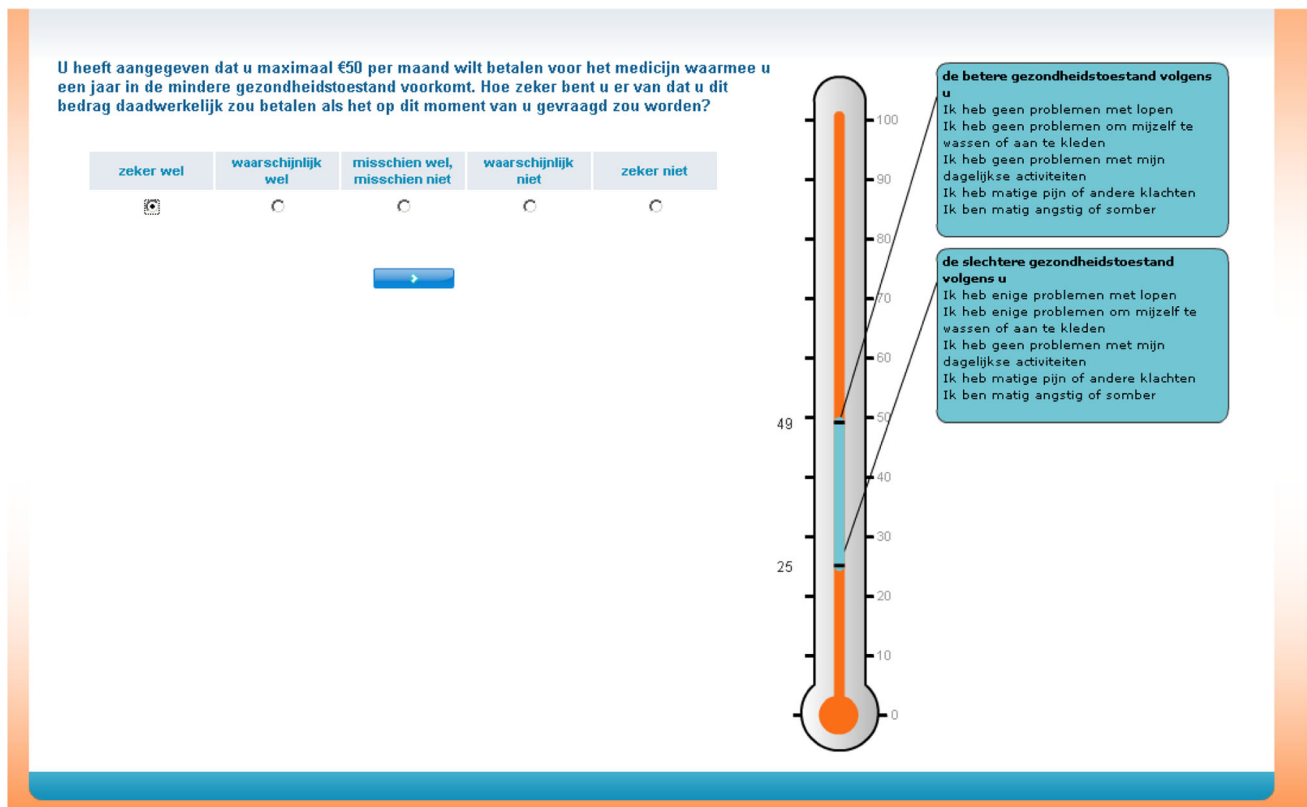 U heeft aangegeven dat u maximaal €50 per maand wilt betalen voor het medicijn waarmee u
een jaar in de mindere gezondheidstoestand voorkomt. Hoe zeker bent u er van dat u dit
bedrag daadwerkelijk zou betalen als het op dit moment van u gevraagd zou worden?
zeker wel
waarschijnlijk
wel
misschien wel,
misschien niet
waarschijnlijk
niet
zeker niet
100
90
80
70
60
50
40
30
20
10
0
49
25
de betere gezondheidstoestand volgens
u
Ik heb geen problemen met lopen
Ik heb geen problemen om mijzelf te
wassen of aan te kleden
Ik heb geen problemen met mijn
dagelijkse activiteiten
Ik heb matige pijn of andere klachten
Ik ben matig angstig of somber
de slechtere gezondheidstoestand
volgens u
Ik heb enige problemen met lopen
Ik heb enige problemen om mijzelf te
wassen of aan te kleden
Ik heb geen problemen met mijn
dagelijkse activiteiten
Ik heb matige pijn of andere klachten
Ik ben matig angstig of somber